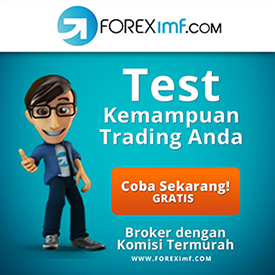 FOREXimf.COM
Test
Kemampuan
Trading Anda
Coba Sekarang!
GRATIS
Broker dengan
Komisi Termurah
WWW.FOREXimf.COM